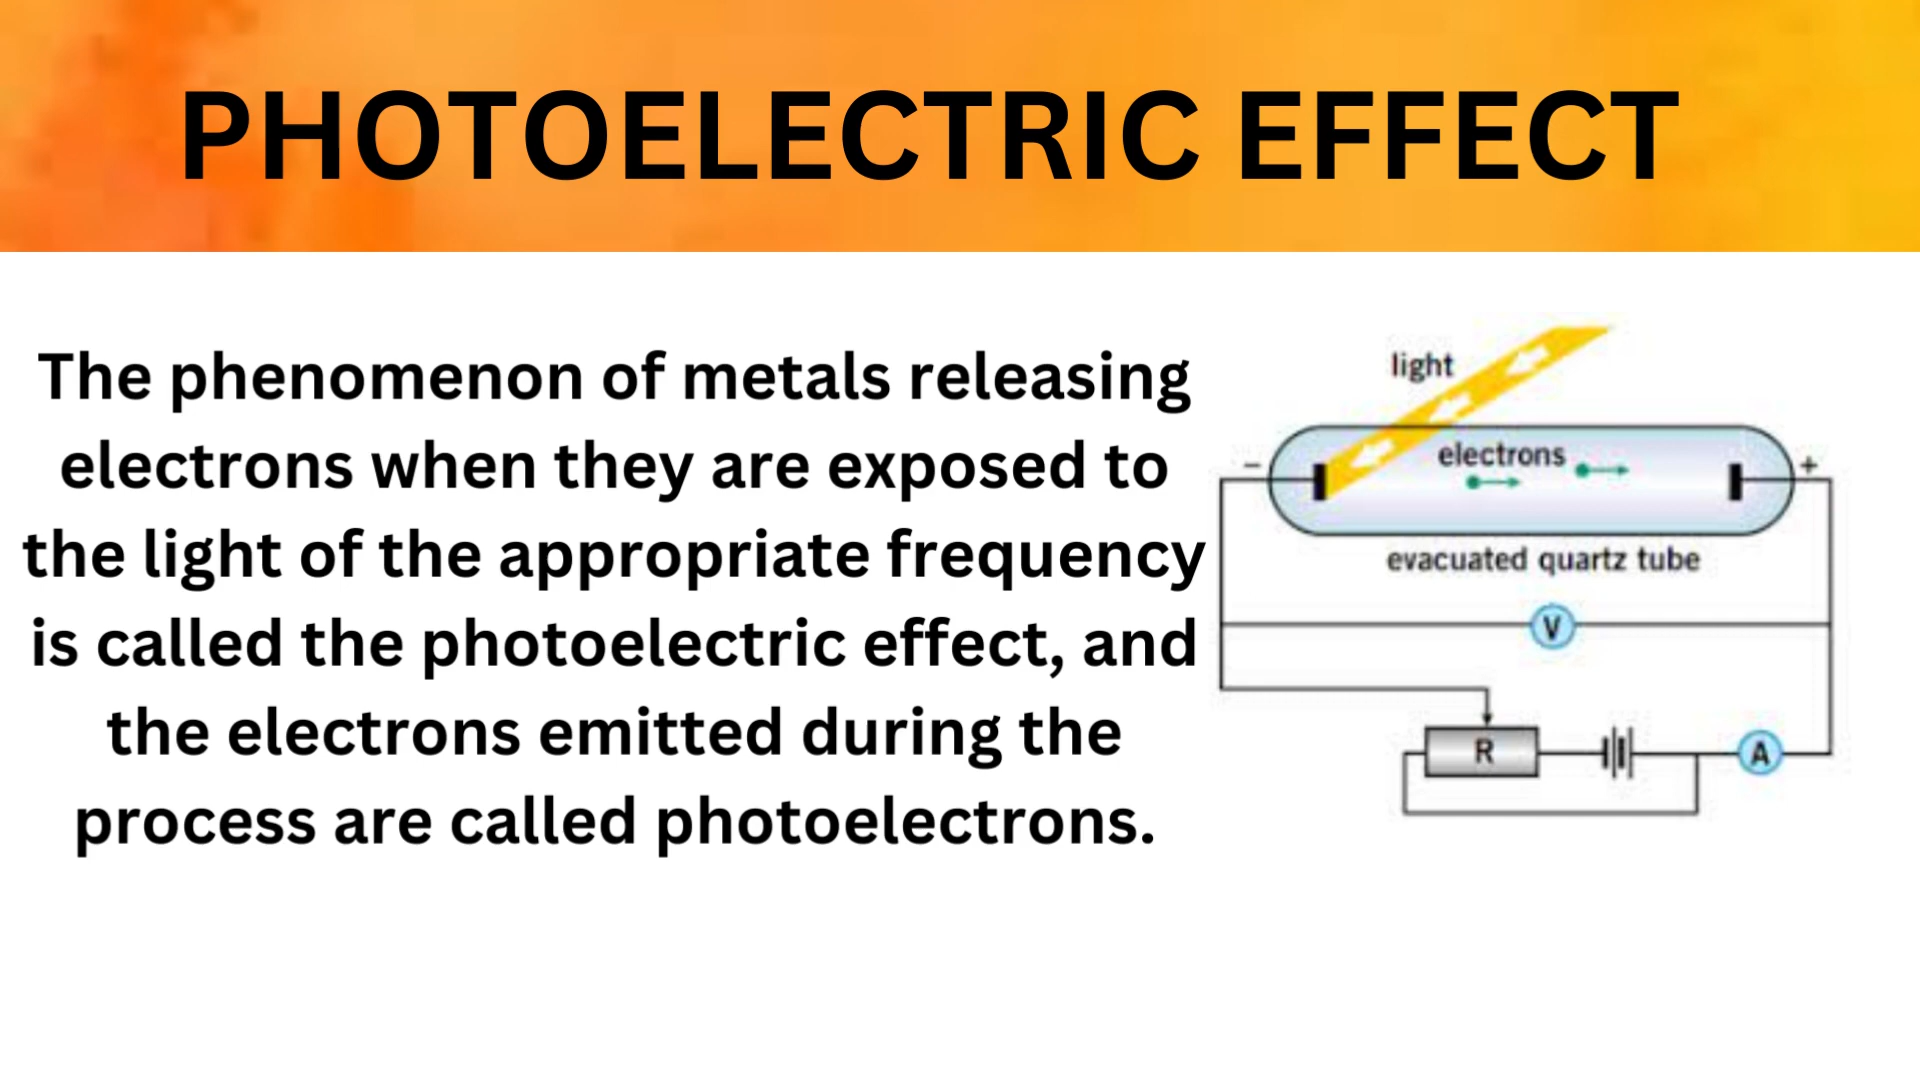 PHOTOELECTRIC EFFECT
The phenomenon of metals releasing
electrons when they are exposed to
the light of the appropriate frequency
is called the photoelectric effect, and
the electrons emitted during the
process are called photoelectrons.
light
electrons
− +
evacuated quartz tube
V
R
A